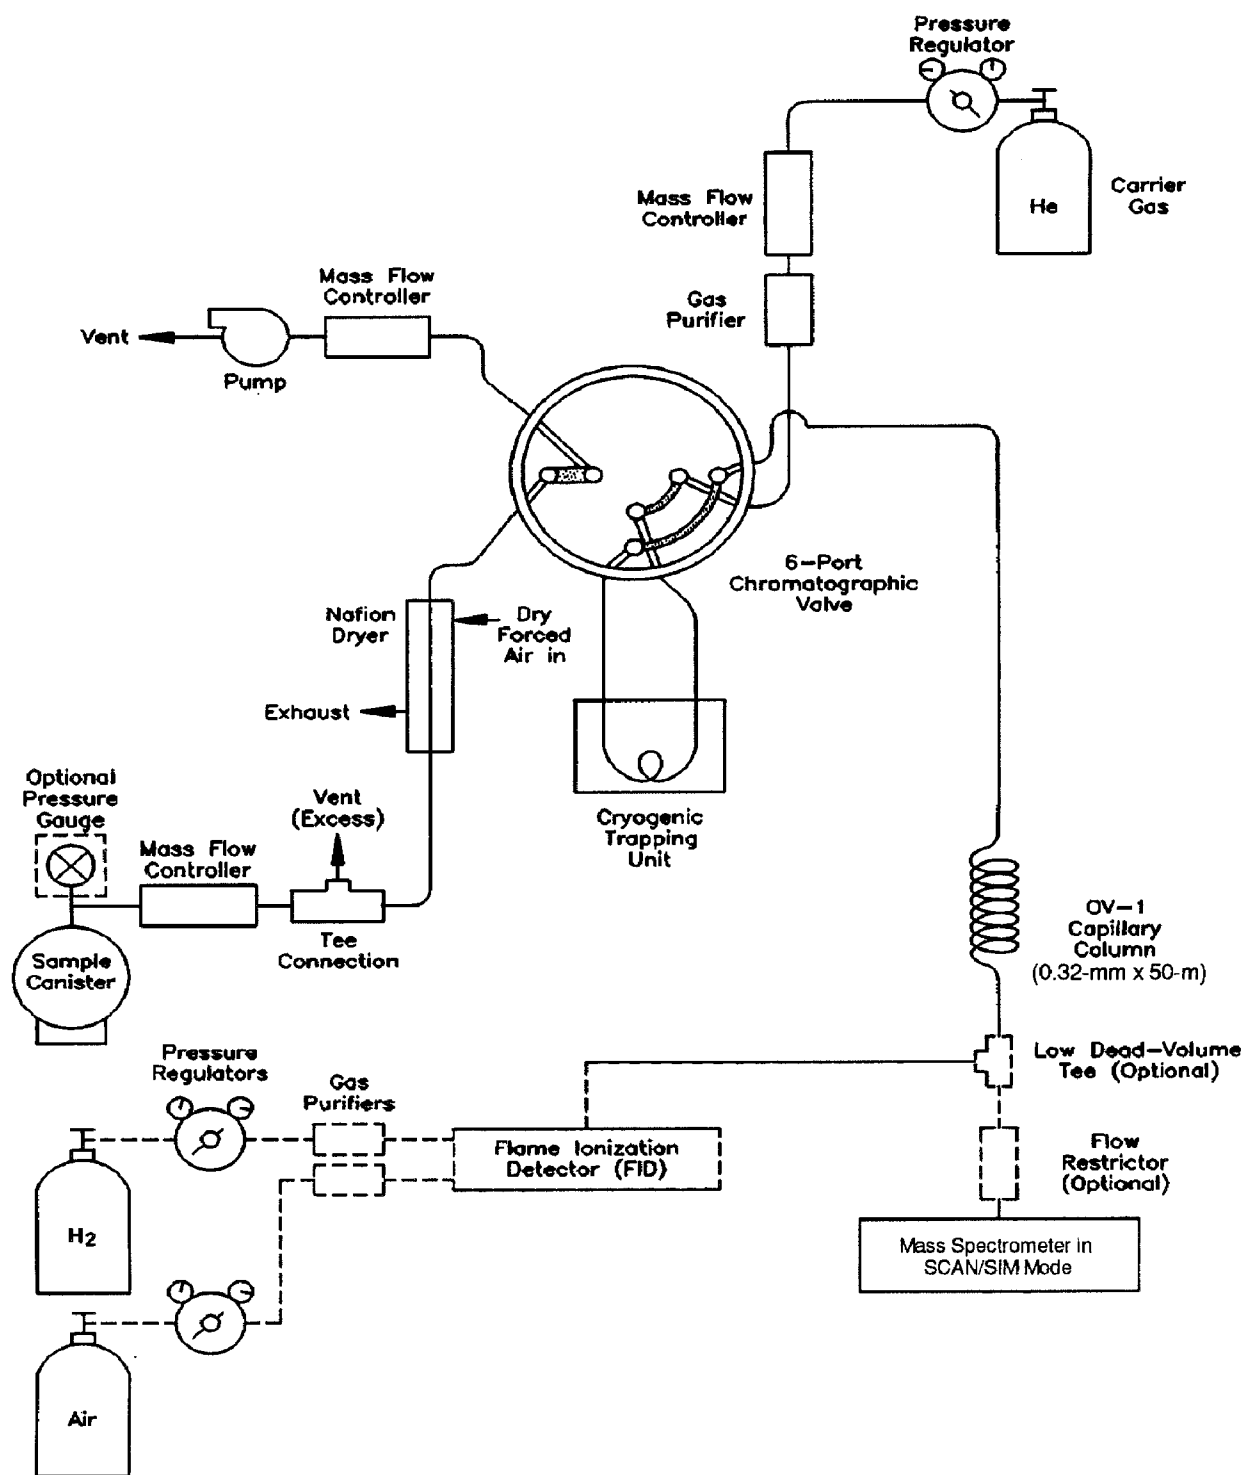 Pressure
Regulator
Mass Flow
Controller
He
Carrier
Gas
Mass Flow
Controller
Gas
Purifier
Vent
Pump
6-Port
Chromatographic
Valve
Nafion
Dryer
Dry
Forced
Air in
Exhaust
Optional
Pressure
Gauge
Vent
(Excess)
Cryogenic
Trapping
Unit
Mass Flow
Controller
Tee
Connection
Sample
Canister
OV-1
Capillary
Column
(0.32-mm x 50-m)
Pressure
Regulators
Gas
Purifiers
Low Dead-Volume
Tee (Optional)
Flame Ionization
Detector (FID)
Flow
Restrictor
(Optional)
H2
Mass Spectrometer in
SCAN/SIM Mode
Air